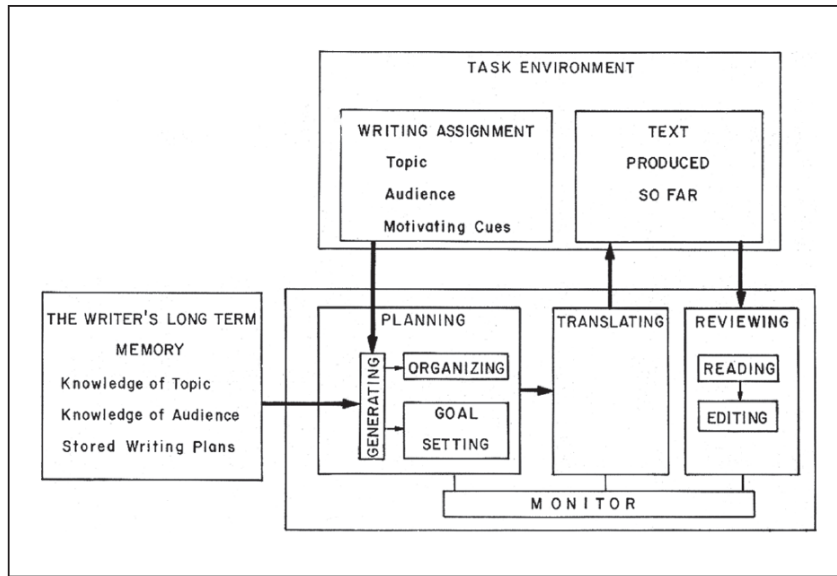 TASK ENVIRONMENT
WRITING ASSIGNMENT
Topic
Audience
Motivating Cues
TEXT
PRODUCED
SO FAR
THE WRITER'S LONG TERM
MEMORY
Knowledge of Topic
Knowledge of Audience
Stored Writing Plans
PLANNING
GENERATING
ORGANIZING
GOAL
SETTING
TRANSLATING
REVIEWING
READING
EDITING
MONITOR